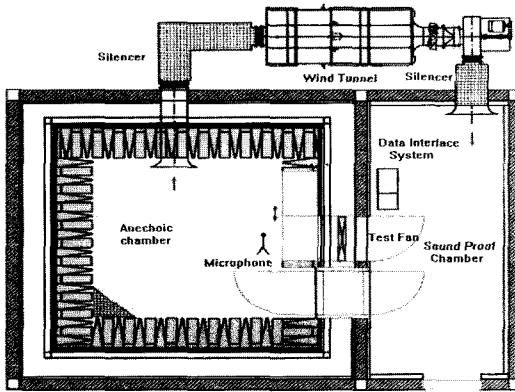 Silencer
Wind Tunnel
Silencer
Data Interface
System
Anechoic
chamber
Test Fan
Microphone
Sound Proof
Chamber